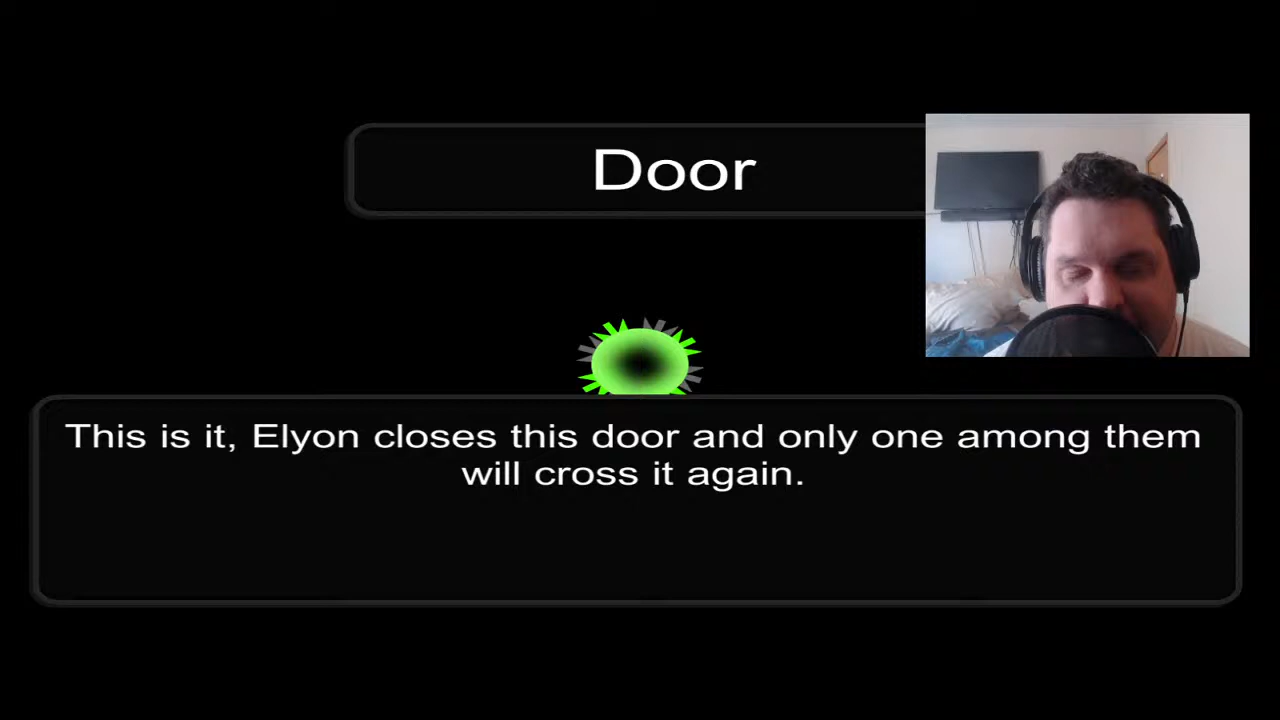 Door
This is it, Elyon closes this door and only one among them
will cross it again.